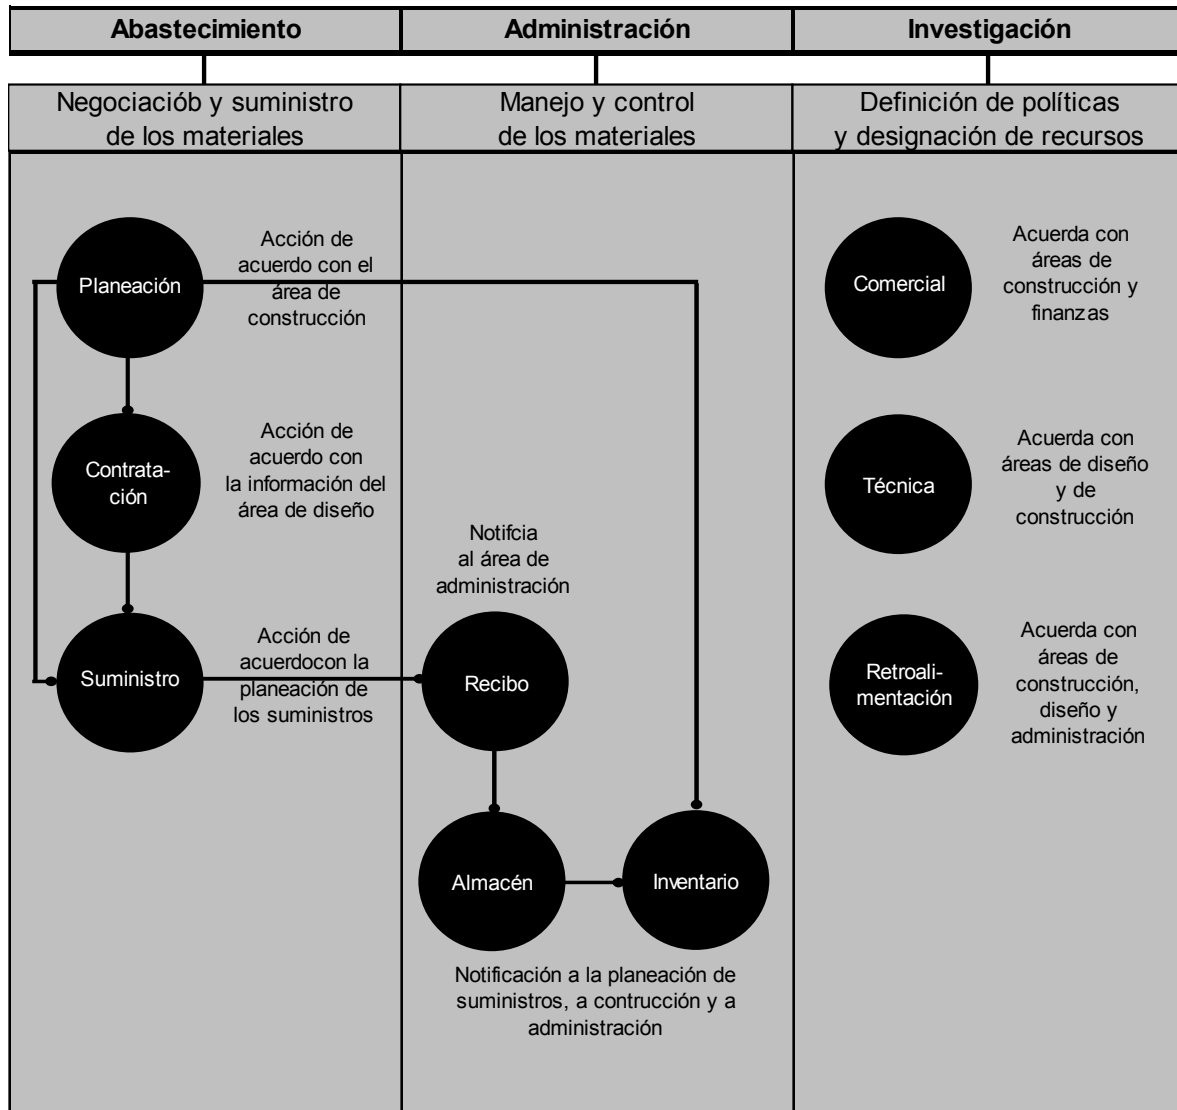 Abastecimiento
Administración
Investigación
Negociaciób y suministro
de los materiales
Manejo y control
de los materiales
Definición de políticas
y designación de recursos
Planeación
Acción de
acuerdo con el
área de
construcción
Contrata-
ción
Acción de
acuerdo con
la información del
área de diseño
Suministro
Acción de
acuerdocon la
planeación de
los suministros
Notifcia
al área de
administración
Recibo
Almacén
Inventario
Notificación a la planeación de
suministros, a contrucción y a
administración
Comercial
Acuerda con
áreas de
construcción y
finanzas
Técnica
Acuerda con
áreas de diseño
y de
construcción
Retroali-
mentación
Acuerda con
áreas de
construcción,
diseño y
administración